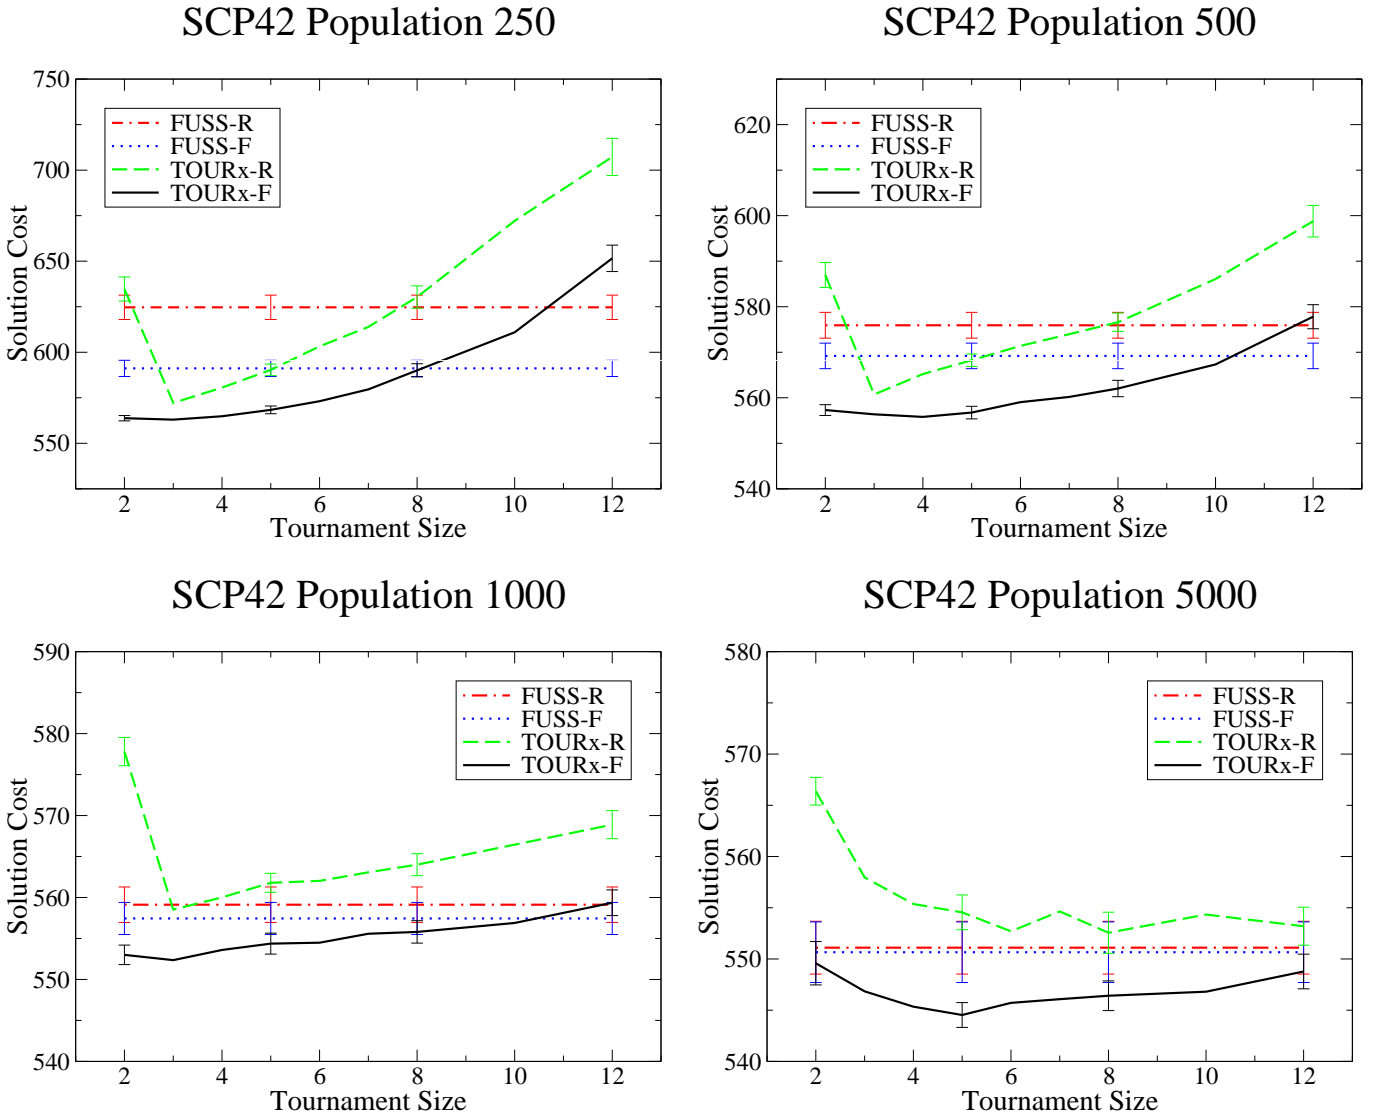 SCP42 Population 250
750
700
650
600
550
Solution Cost
FUSS-R
FUSS-F
TOURx-R
TOURx-F
2 4 6 8 10 12
Tournament Size
SCP42 Population 500
620
600
580
560
540
Solution Cost
FUSS-R
FUSS-F
TOURx-R
TOURx-F
2 4 6 8 10 12
Tournament Size
SCP42 Population 1000
590
580
570
560
550
540
Solution Cost
FUSS-R
FUSS-F
TOURx-R
TOURx-F
2 4 6 8 10 12
Tournament Size
SCP42 Population 5000
580
570
560
550
540
Solution Cost
FUSS-R
FUSS-F
TOURx-R
TOURx-F
2 4 6 8 10 12
Tournament Size